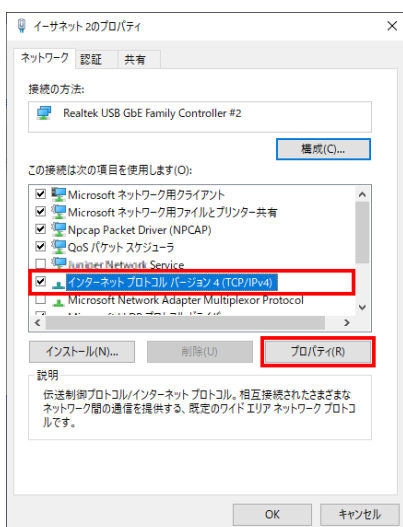 イーサネット 2のプロパティ
ネットワーク 認証 共有
接続の方法:
Realtek USB GbE Family Controller #2
構成(C)...
この接続は次の項目を使用します(O):
Microsoft ネットワーク用クライアント
Microsoft ネットワーク用ファイルとプリンター共有
Npcap Packet Driver (NPCAP)
QoS パケット スケジューラ
Juniper Network Service
インターネット プロトコル バージョン 4 (TCP/IPv4)
Microsoft Network Adapter Multiplexor Protocol
インストール(N)... 削除(U) プロパティ(R)
説明
伝送制御プロトコル/インターネット プロトコル。相互接続されたさまざまな
ネットワーク間の通信を提供する、既定のワイド エリア ネットワーク プロトコ
ルです。
OK キャンセル